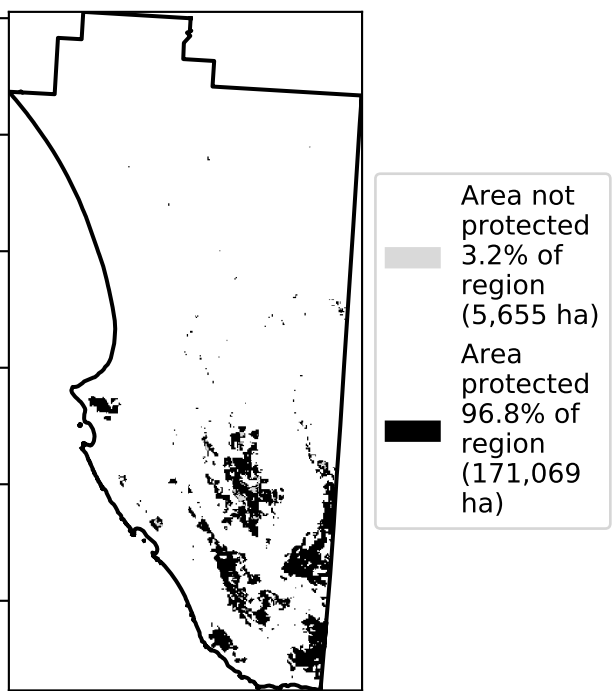 Area not
protected
3.2% of
region
(5,655 ha)
Area
protected
96.8% of
region
(171,069
ha)